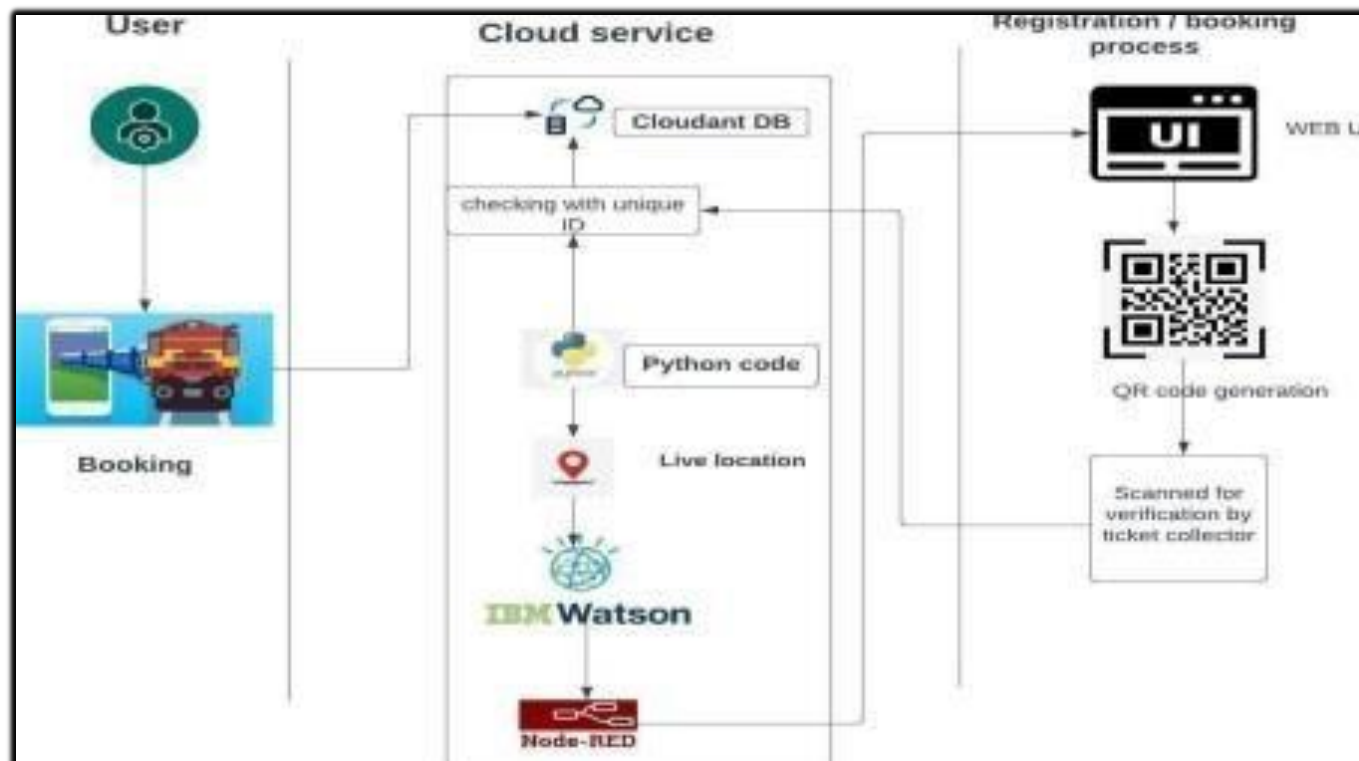 User
Cloud service
Registration / booking
process
Cloudant DB
UI
WEB U
checking with unique
ID
Python code
QR code generation
Booking
Live location
Scanned for
verification by
ticket collector
IBM Watson
Node-RED